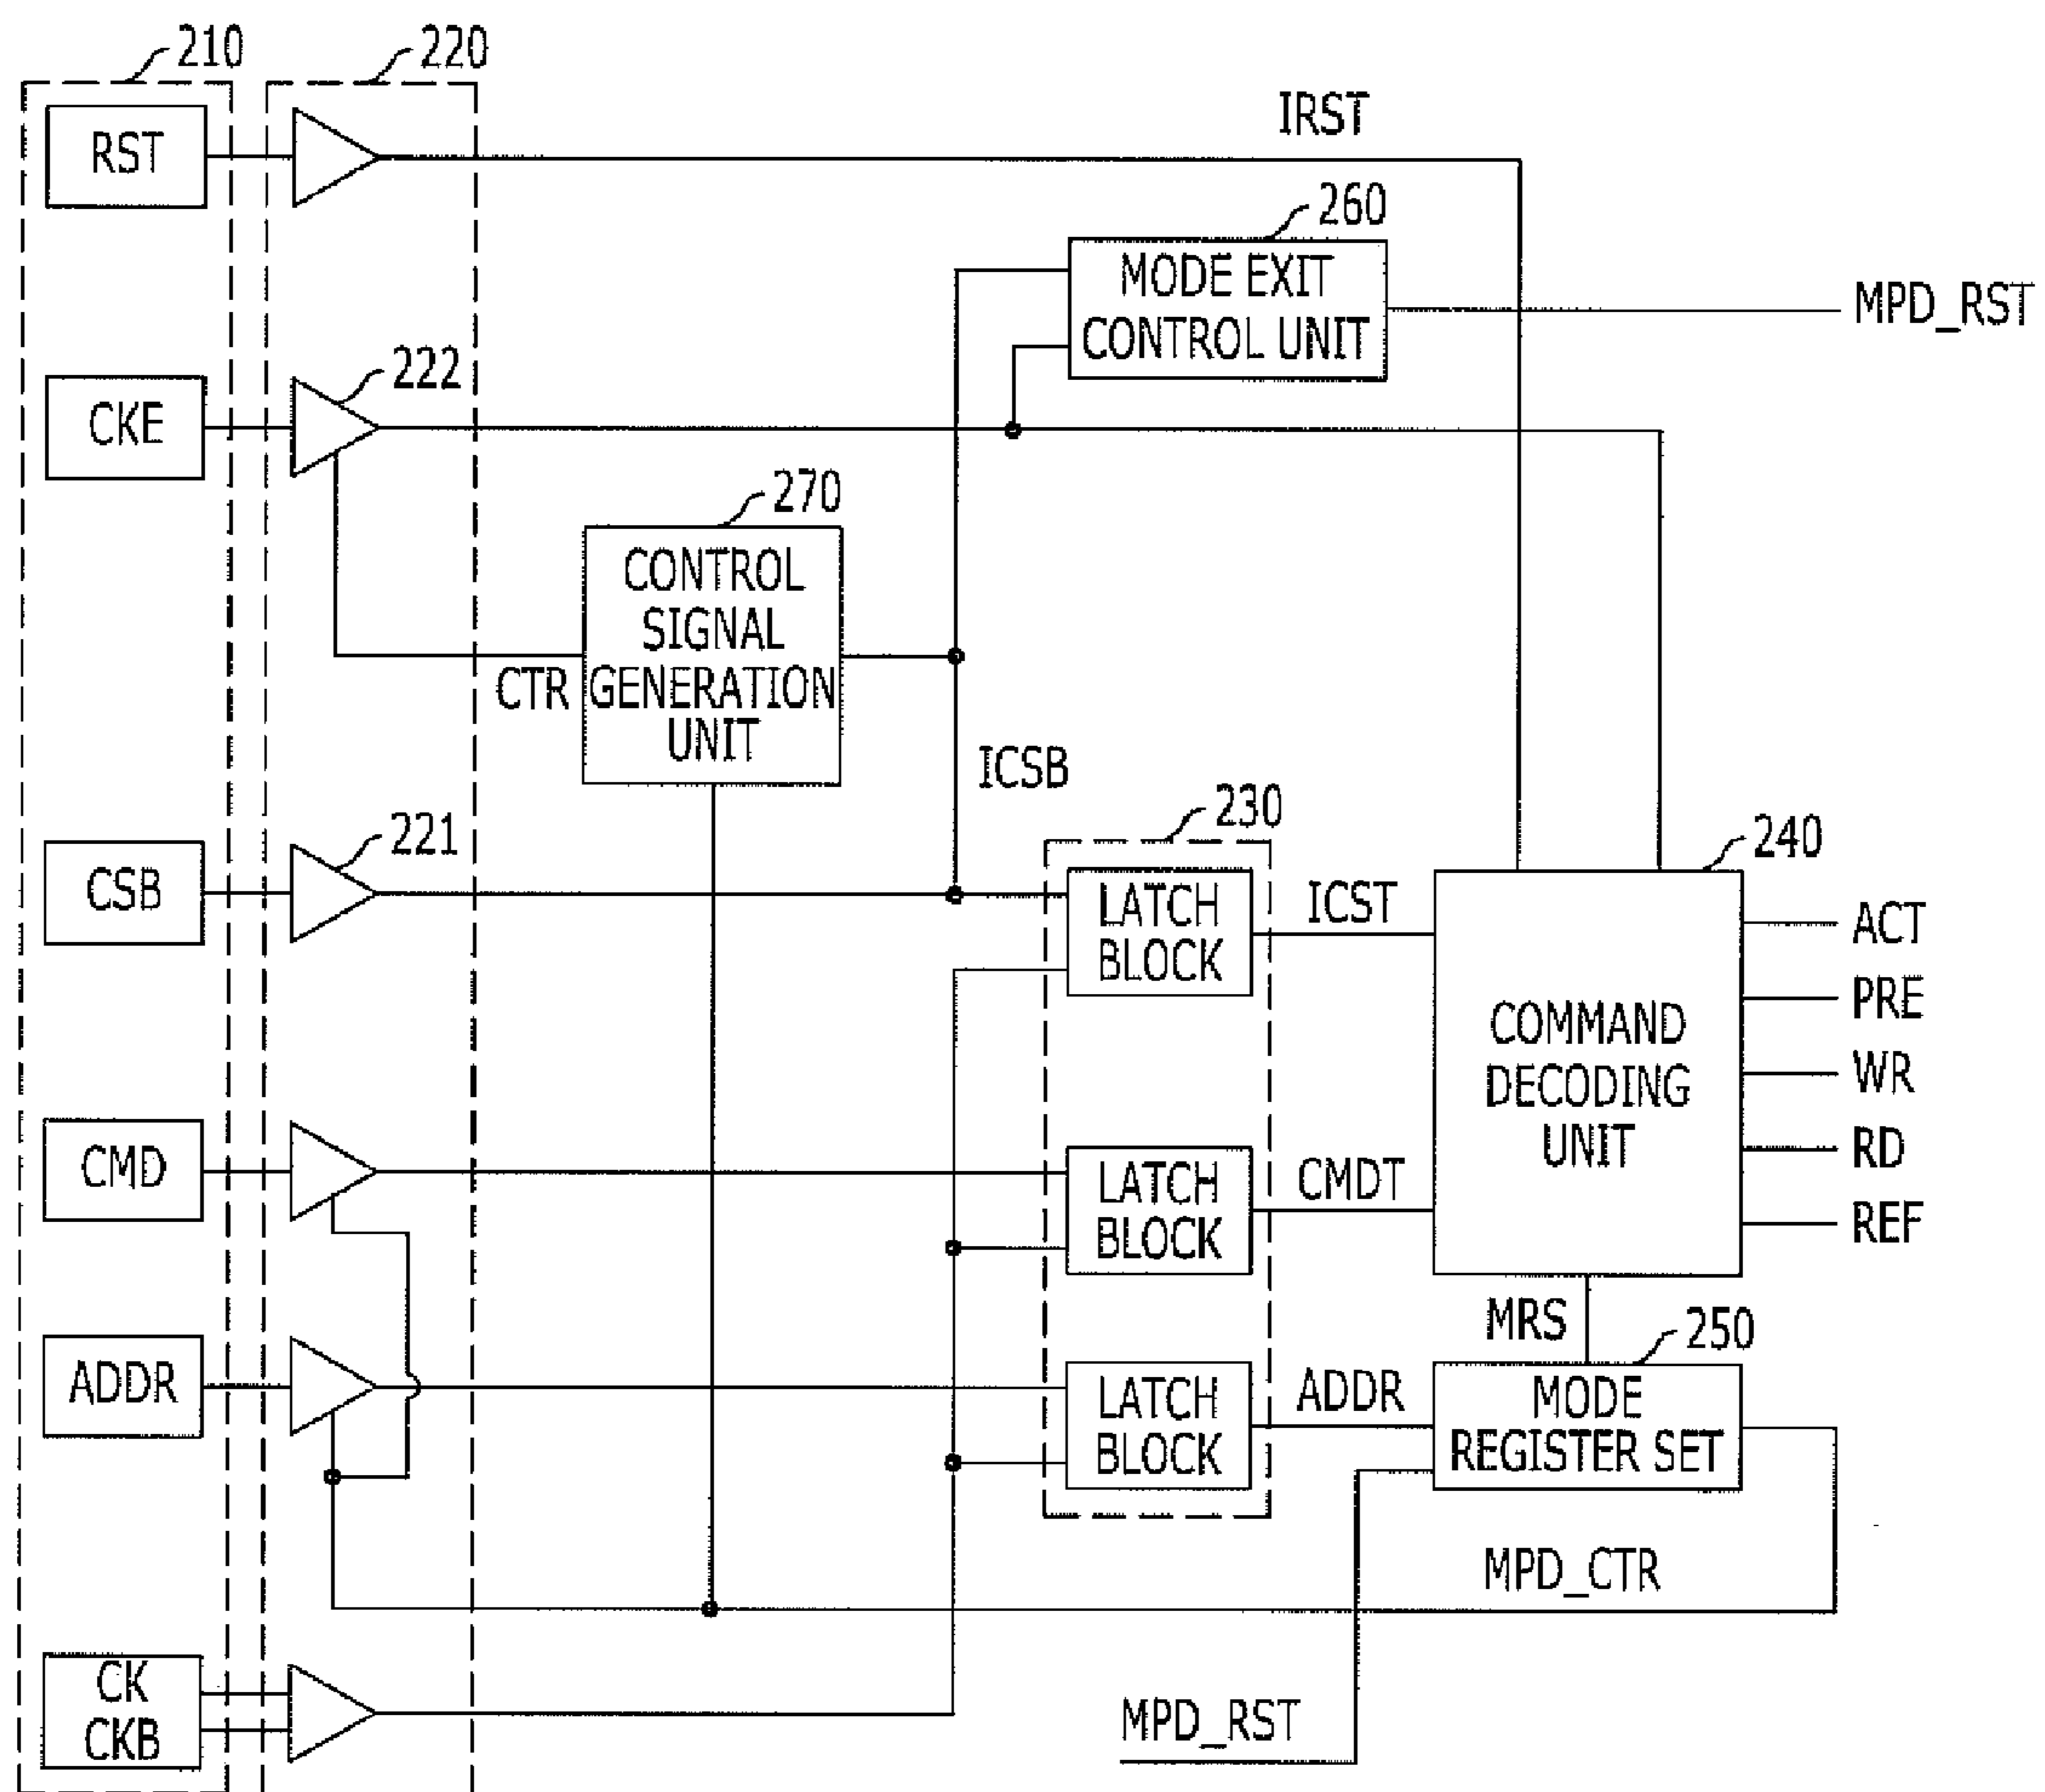 210
220
RST
IRST
260
MODE EXIT
CONTROL UNIT
MPD_RST
222
CKE
270
CONTROL
SIGNAL
GENERATION
UNIT
CTR
ICSB
230
221
240
CSB
LATCH
BLOCK
ICST
COMMAND
DECODING
UNIT
ACT
PRE
WR
RD
REF
CMD
LATCH
BLOCK
CMDT
MRS
250
ADDR
LATCH
BLOCK
ADDR
MODE
REGISTER SET
MPD_CTR
CK
CKB
MPD_RST